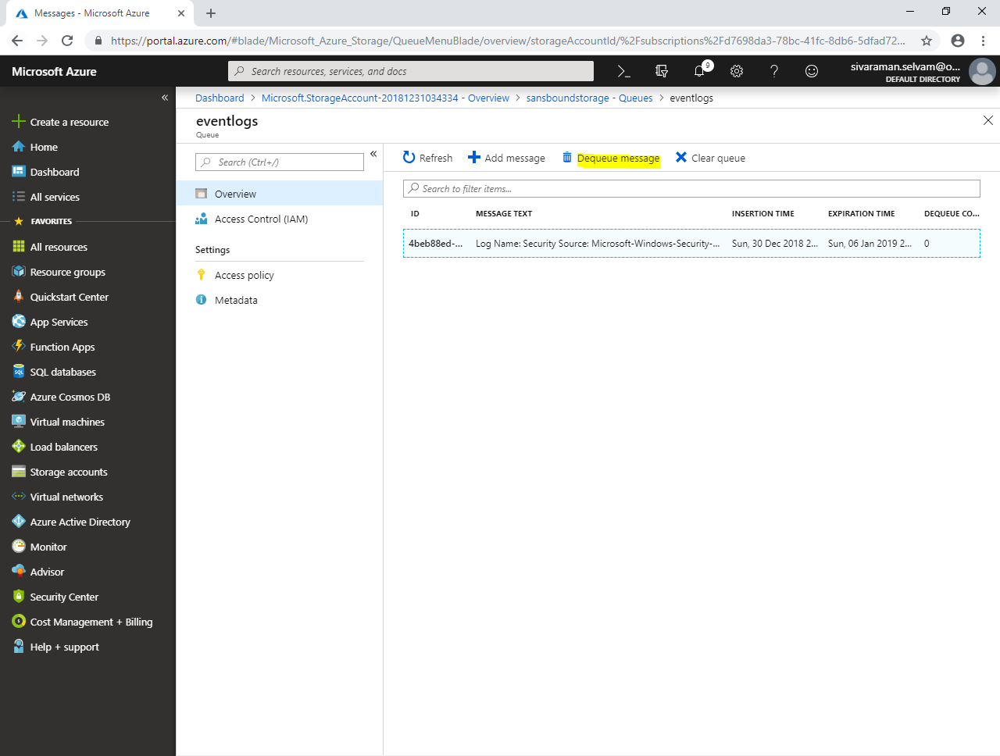 Messages - Microsoft Azure
https://portal.azure.com/#blade/Microsoft_Azure_Storage/QueueMenuBlade/overview/storageAccountId/%2Fsubscriptions%2Fd7698da3-78bc-41fc-8db6-5dfad72...
Microsoft Azure
Search resources, services, and docs
9
sivaraman.selvam@o...
DEFAULT DIRECTORY
Dashboard > Microsoft.StorageAccount-20181231034334 - Overview > sansboundstorage - Queues > eventlogs
eventlogs
Queue
Create a resource
Home
Dashboard
All services
FAVORITES
All resources
Resource groups
Quickstart Center
App Services
Function Apps
SQL databases
Azure Cosmos DB
Virtual machines
Load balancers
Storage accounts
Virtual networks
Azure Active Directory
Monitor
Advisor
Security Center
Cost Management + Billing
Help + support
Search (Ctrl+/)
Overview
Access Control (IAM)
Settings
Access policy
Metadata
Refresh Add message Dequeue message Clear queue
Search to filter items...
ID MESSAGE TEXT INSERTION TIME EXPIRATION TIME DEQUEUE CO...
4beb88ed-... Log Name: Security Source: Microsoft-Windows-Security-... Sun, 30 Dec 2018 2... Sun, 06 Jan 2019 2... 0